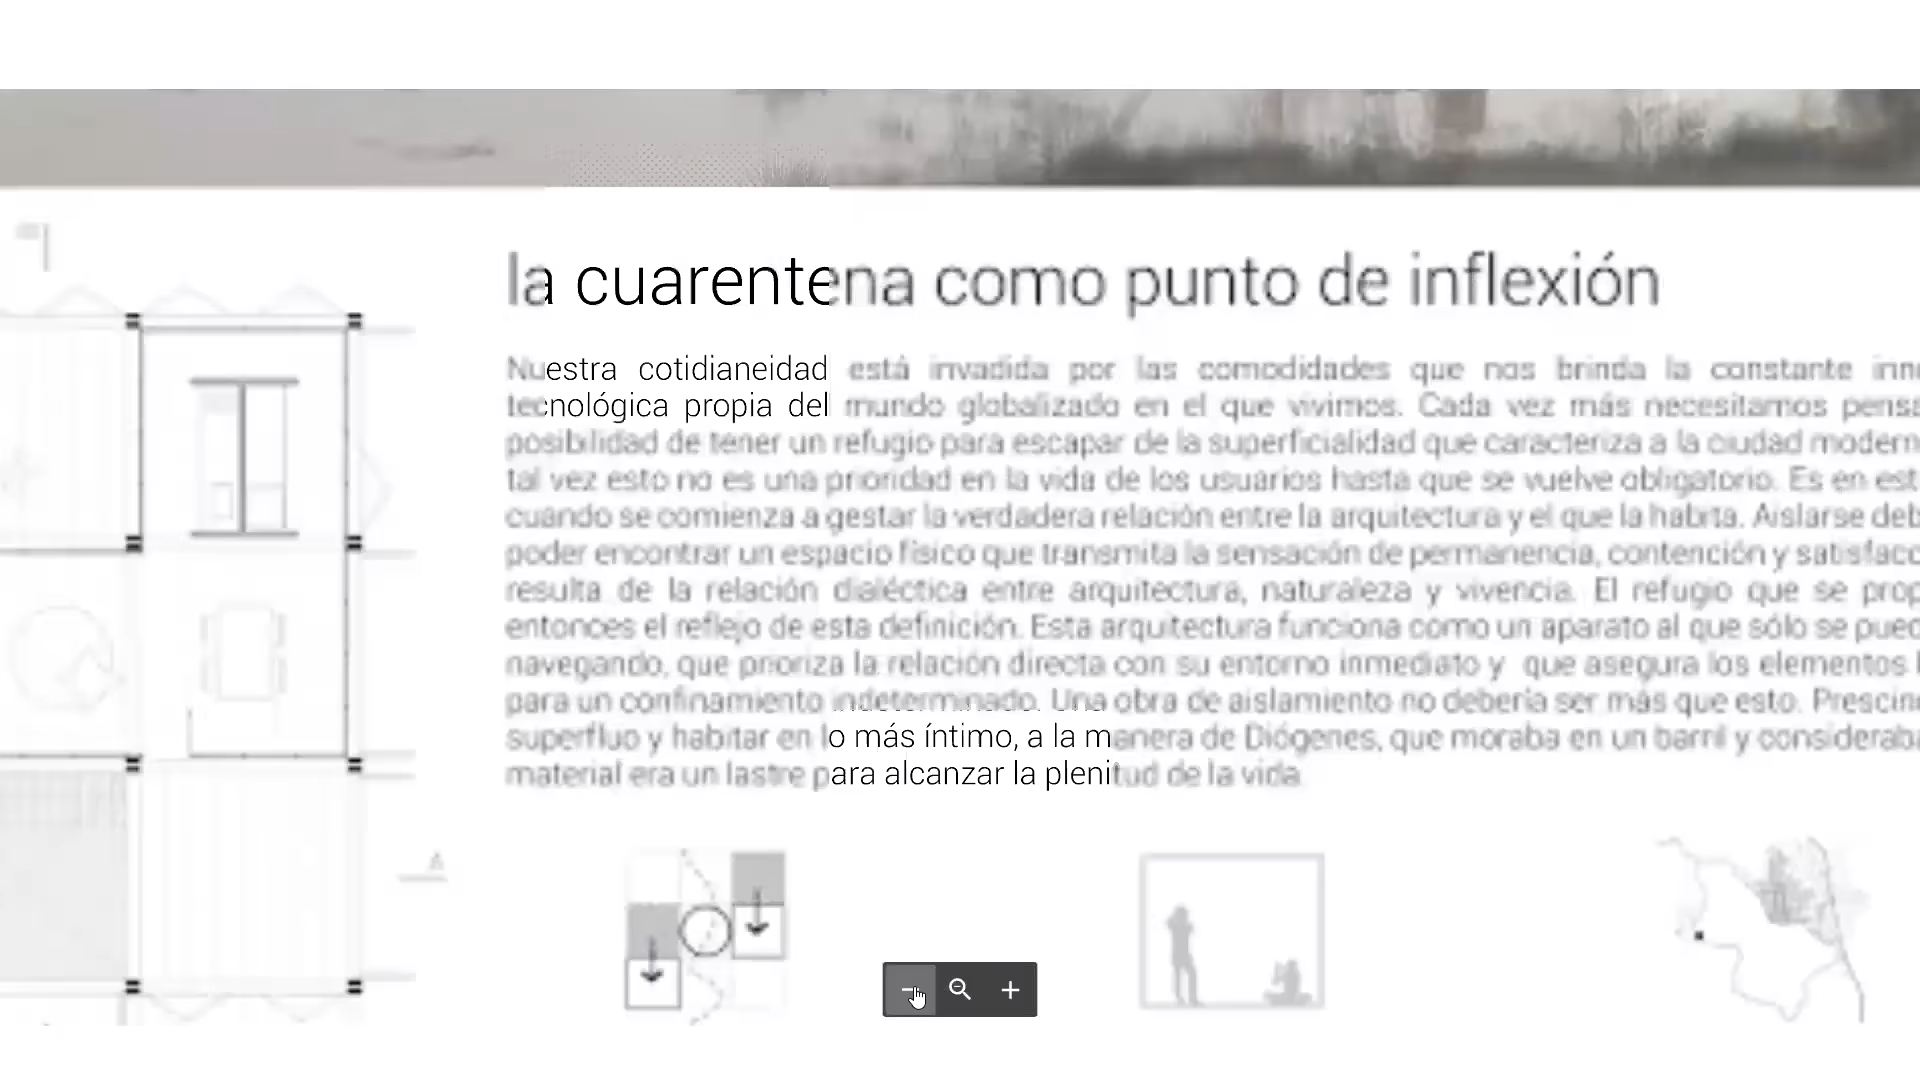 la cuarentena como punto de inflexión
Nuestra cotidianeidad está invadida por las comodidades que nos brinda la constante
tecnológica propia del mundo globalizado en el que vivimos. Cada vez más necesitamos
posibilidad de tener un refugio para escapar de la superficialidad que caracteriza a la ciudad
tal vez esto no es una prioridad en la vida de los usuarios hasta que se vuelve obligatorio. Es en
cuando se comienza a gestar la verdadera relación entre la arquitectura y el que la habita. Aislarse
poder encontrar un espacio físico que transmita la sensación de permanencia, contención y
resulta de la relación dialéctica entre arquitectura, naturaleza y vivencia. El refugio que se
entonces el reflejo de esta definición. Esta arquitectura funciona como un aparato al que sólo se
navegando, que prioriza la relación directa con su entorno inmediato y que asegura los elementos
para un confinamiento indeterminado. Una obra de aislamiento no debería ser más que esto.
superfluo y habitar en lo más íntimo, a la manera de Diógenes, que moraba en un barril y
material era un lastre para alcanzar la plenitud de la vida.